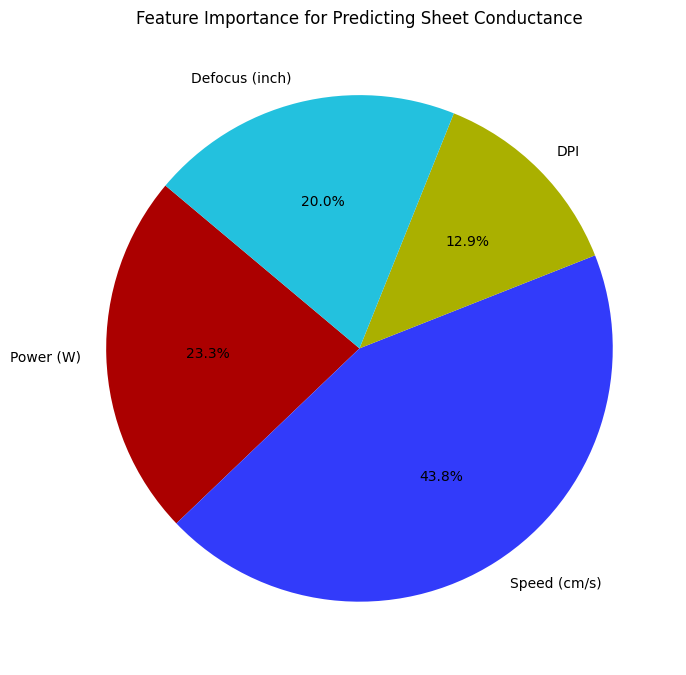 Feature Importance for Predicting Sheet Conductance
Defocus (inch)
DPI
20.0%
12.9%
Power (W)
23.3%
43.8%
Speed (cm/s)